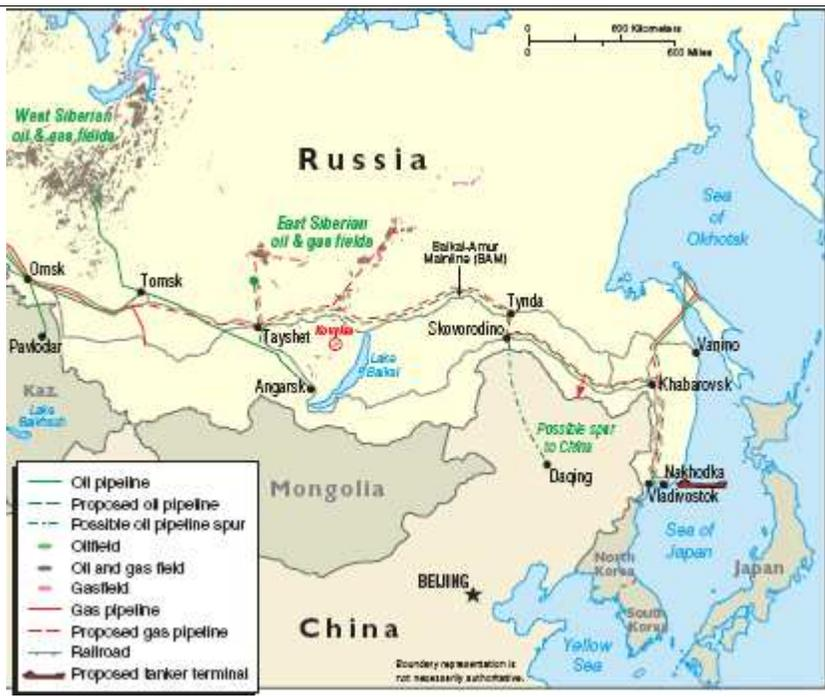 0 600 Kilometers
0 600 Miles
West Siberian
oil & gas fields
Russia
Sea
of
Okhotsk
East Siberian
oil & gas fields
Baikal-Amur
Mainline (BAM)
Omsk
Tomsk
Tynda
Skovorodino
Tayshet
Kovykta
Pavlodar
Vanino
Lake
Baikal
Kaz.
Angarsk
Khabarovsk
Lake
Balkhash
Possible spur
to China
Daqing
Nakhodka
Vladivostok
Mongolia
Sea of
Japan
North
Korea
Japan
BEIJING
South
Korea
China
Yellow
Sea
Boundary representation is
not necessarily authoritative.
Oil pipeline
Proposed oil pipeline
Possible oil pipeline spur
Oilfield
Oil and gas field
Gasfield
Gas pipeline
Proposed gas pipeline
Railroad
Proposed tanker terminal